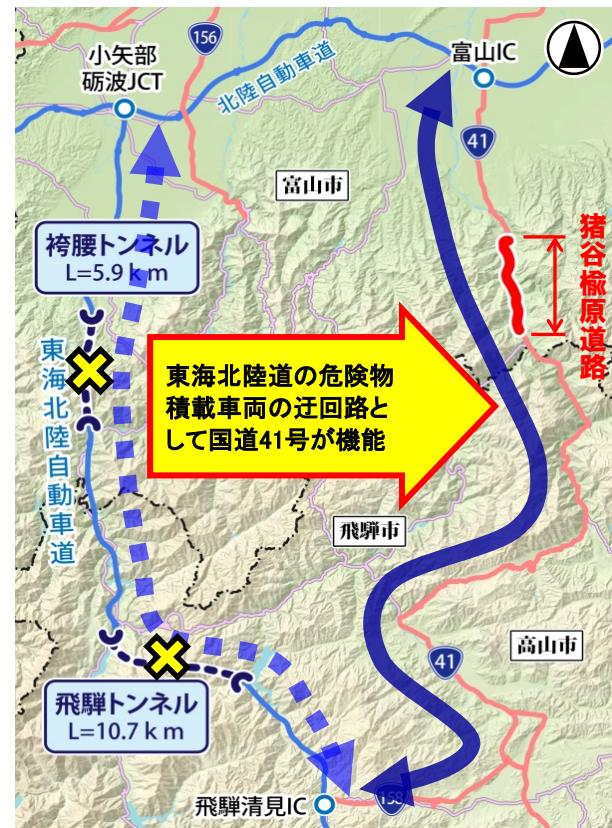 156
小矢部
砺波JCT
北陸自動車道
富山IC
41
富山市
袴腰トンネル
L=5.9ｋｍ
猪谷楡原道路
東海北陸自動車道
東海北陸道の危険物
積載車両の迂回路と
して国道41号が機能
飛騨市
高山市
41
飛騨トンネル
L=10.7ｋｍ
飛騨清見IC
158